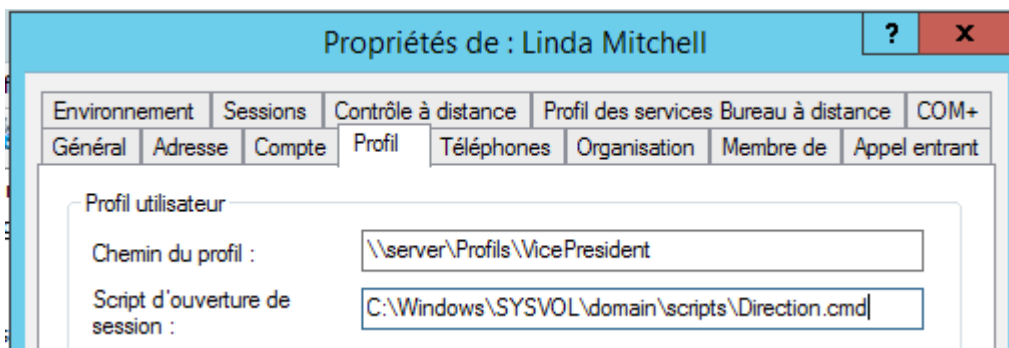 Propriétés de : Linda Mitchell
? x
Environnement Sessions Contrôle à distance Profil des services Bureau à distance COM+
Général Adresse Compte Profil Téléphones Organisation Membre de Appel entrant
Profil utilisateur
Chemin du profil : \\server\Profils\VicePresident
Script d'ouverture de C:\Windows\SYSVOL\domain\scripts\Direction.cmd
session :